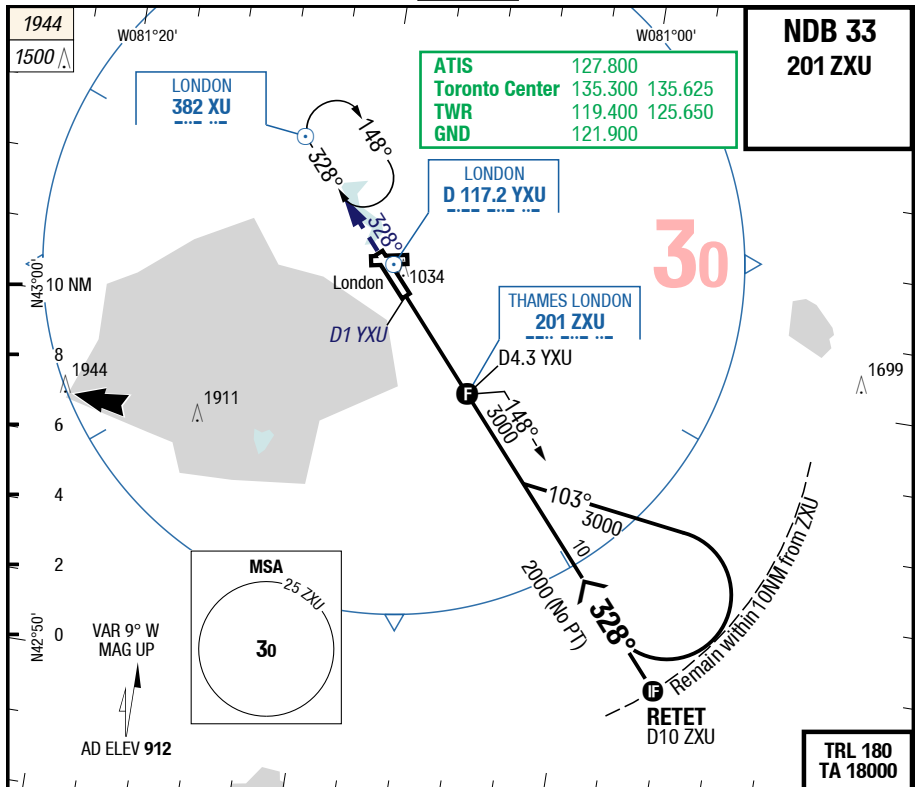 1944
1500
W081°20'
W081°00'
NDB 33
201 ZXU
ATIS 127.800
Toronto Center 135.300 135.625
TWR 119.400 125.650
GND 121.900
LONDON
382 XU
148°
328°
LONDON
D 117.2 YXU
328°
30
N43°00'
10 NM
London
1034
THAMES LONDON
201 ZXU
D1 YXU
D4.3 YXU
8
1944
1911
1699
F
148°
3000
6
4
103°
3000
10
2000 (No PT)
328°
Remain within 10NM from ZXU
2
MSA
25 ZXU
30
N42°50'
0
VAR 9° W
MAG UP
AD ELEV 912
IF
RETET
D10 ZXU
TRL 180
TA 18000